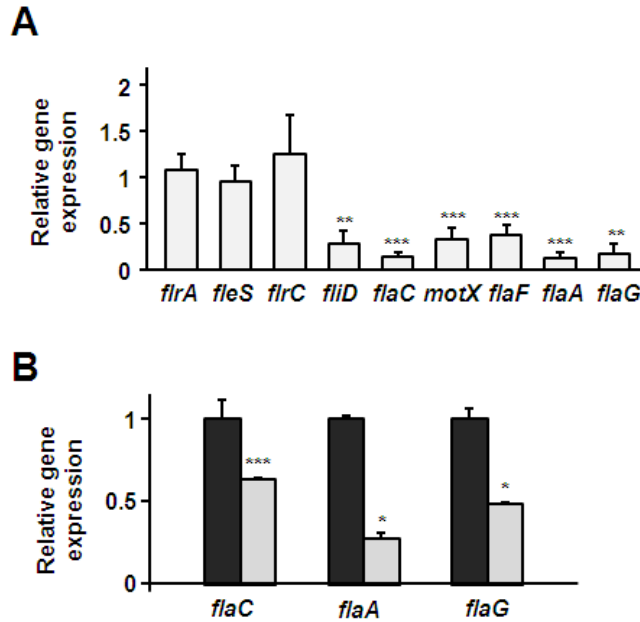 A
Relative gene
expression
2
1.5
1
0.5
0
** *** *** *** *** **
flrA fleS flrC fliD flaC motX flaF flaA flaG
B
Relative gene
expression
1
0.5
0
*** * *
flaC flaA flaG